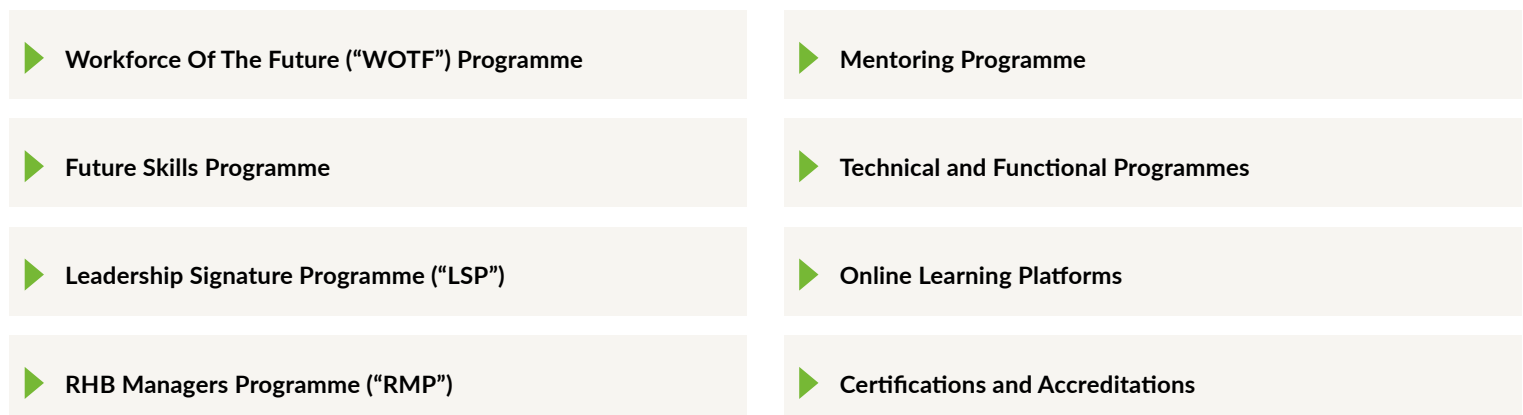 Workforce Of The Future (“WOTF”) Programme
Future Skills Programme
Leadership Signature Programme (“LSP”)
RHB Managers Programme (“RMP”)
Mentoring Programme
Technical and Functional Programmes
Online Learning Platforms
Certifications and Accreditations